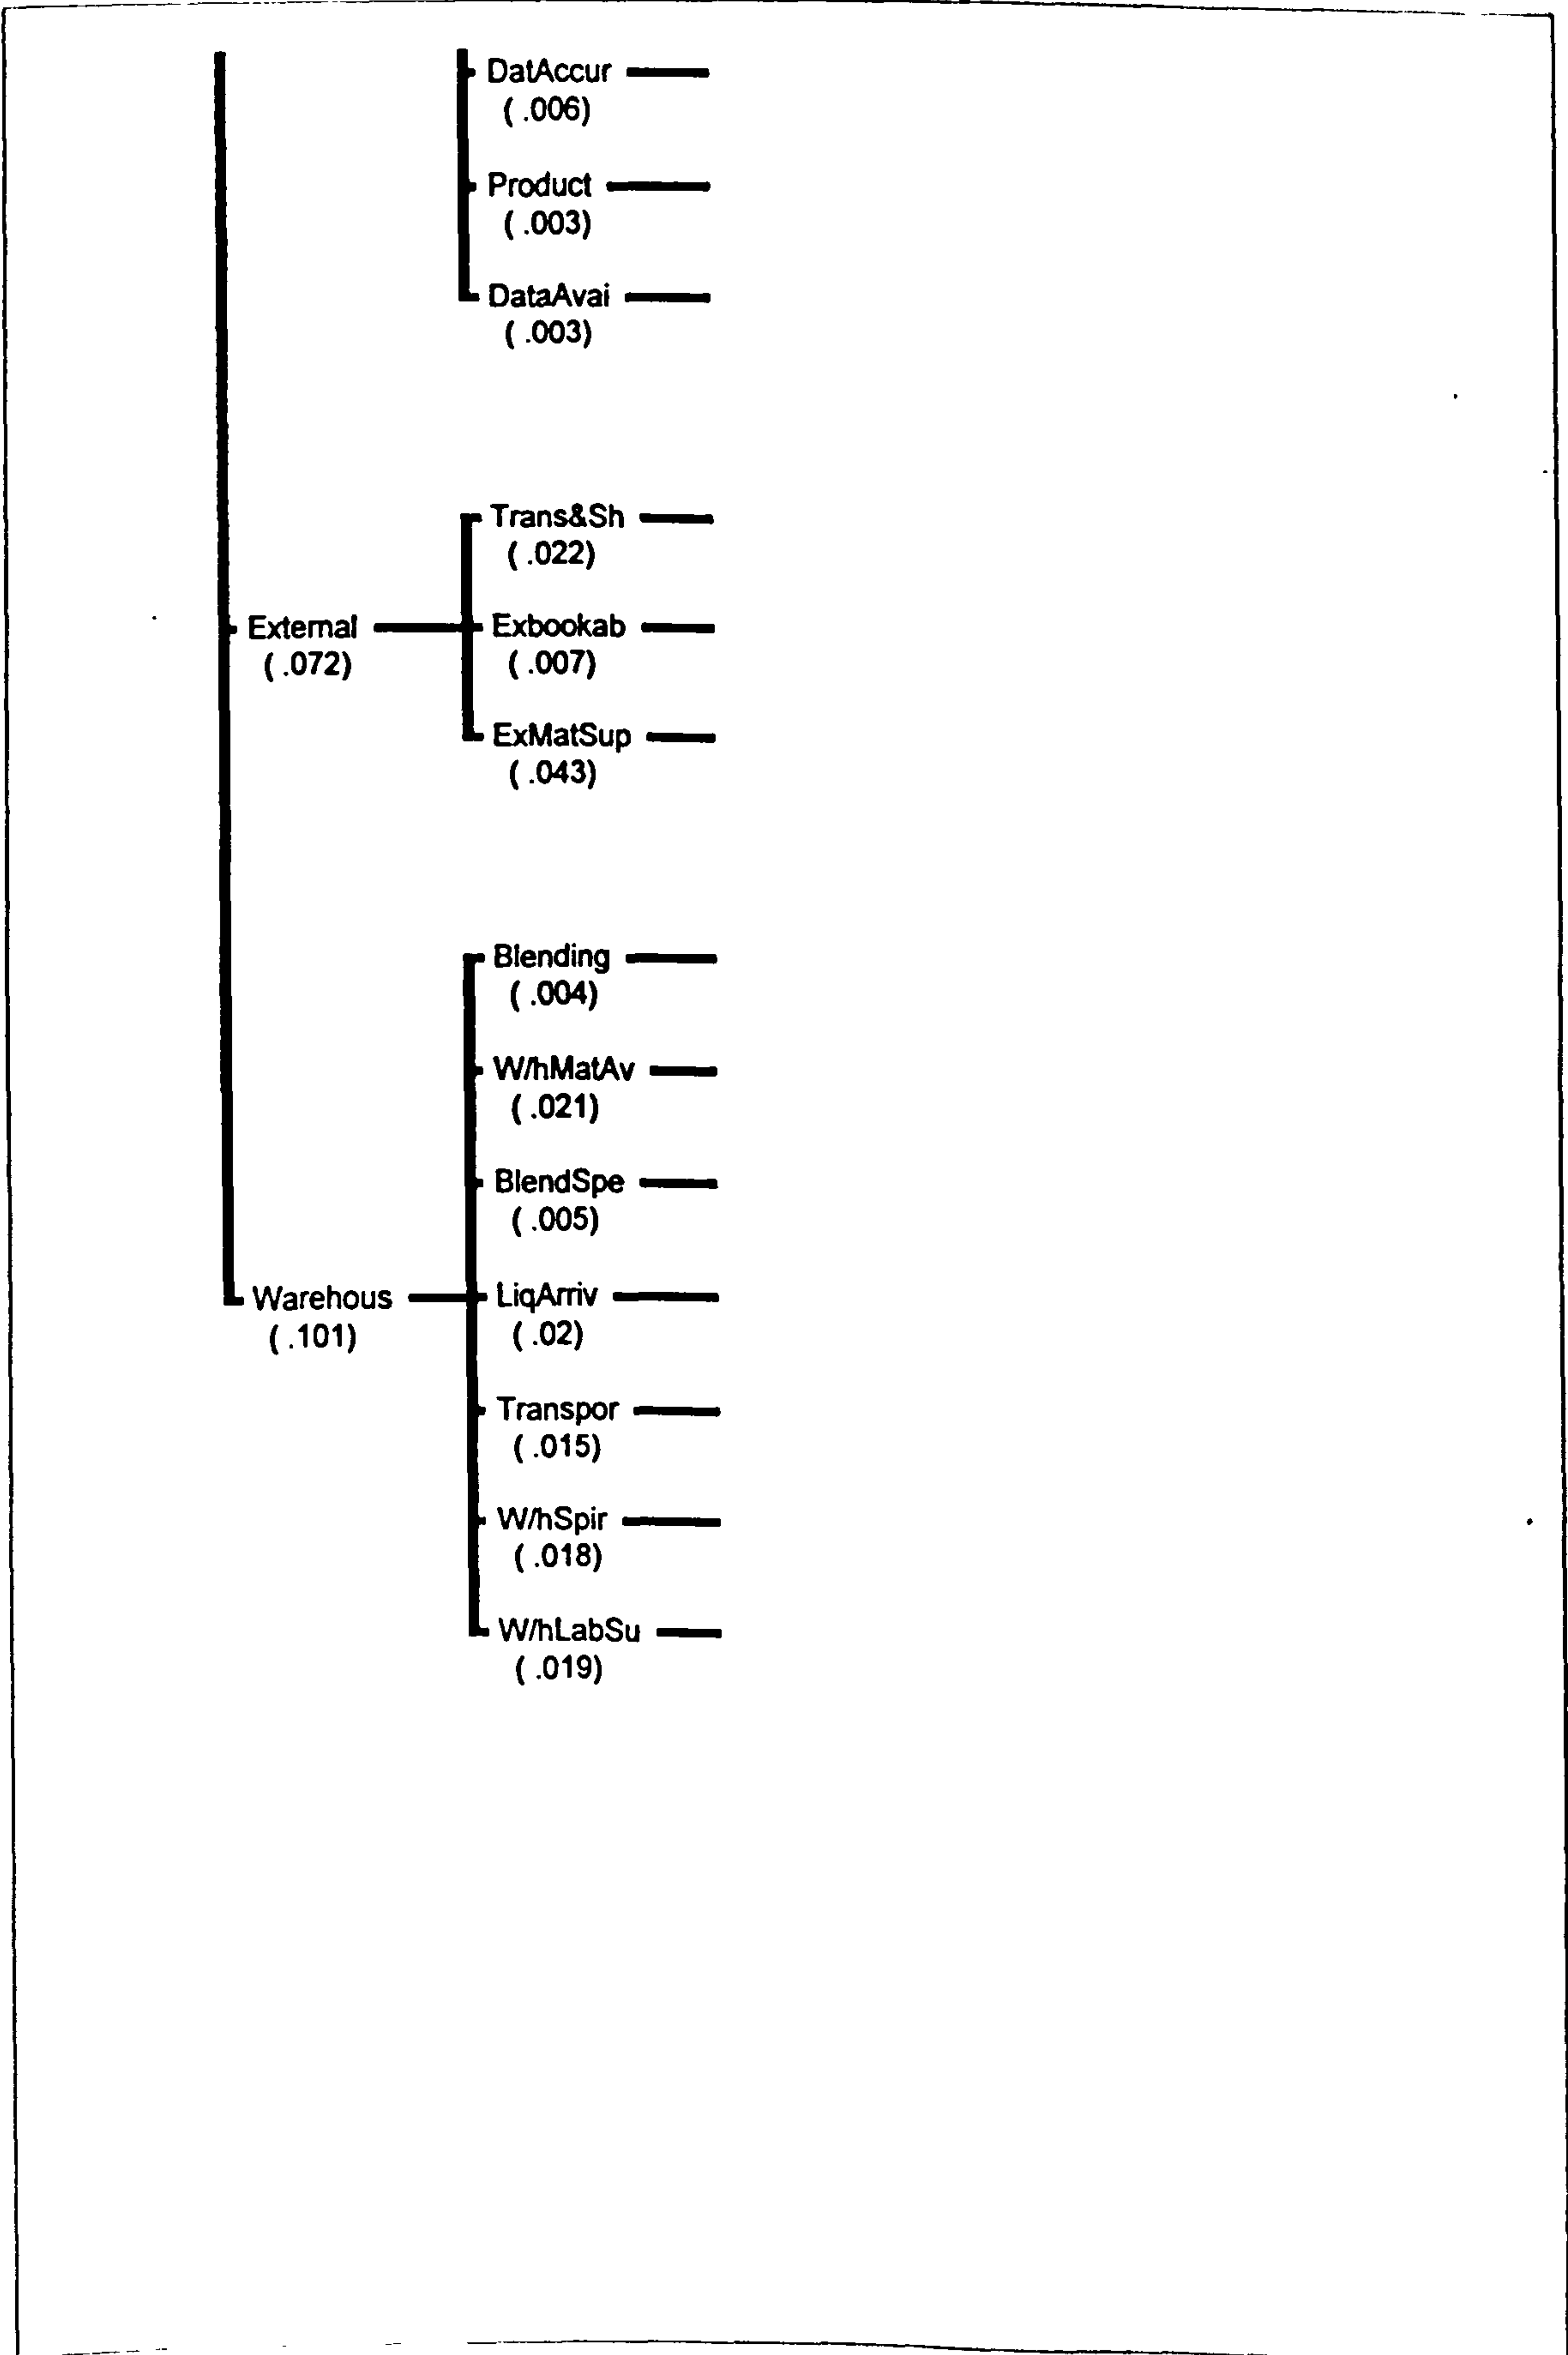 DatAccur
( .006)
Product
( .003)
DataAvai
( .003)
Trans&Sh
( .022)
External
( .072)
Exbookab
( .007)
ExMatSup
( .043)
Blending
( .004)
W/hMatAv
( .021)
BlendSpe
( .005)
Warehous
( .101)
LiqArriv
( .02)
Transpor
( .015)
W/hSpir
( .018)
W/hLabSu
( .019)